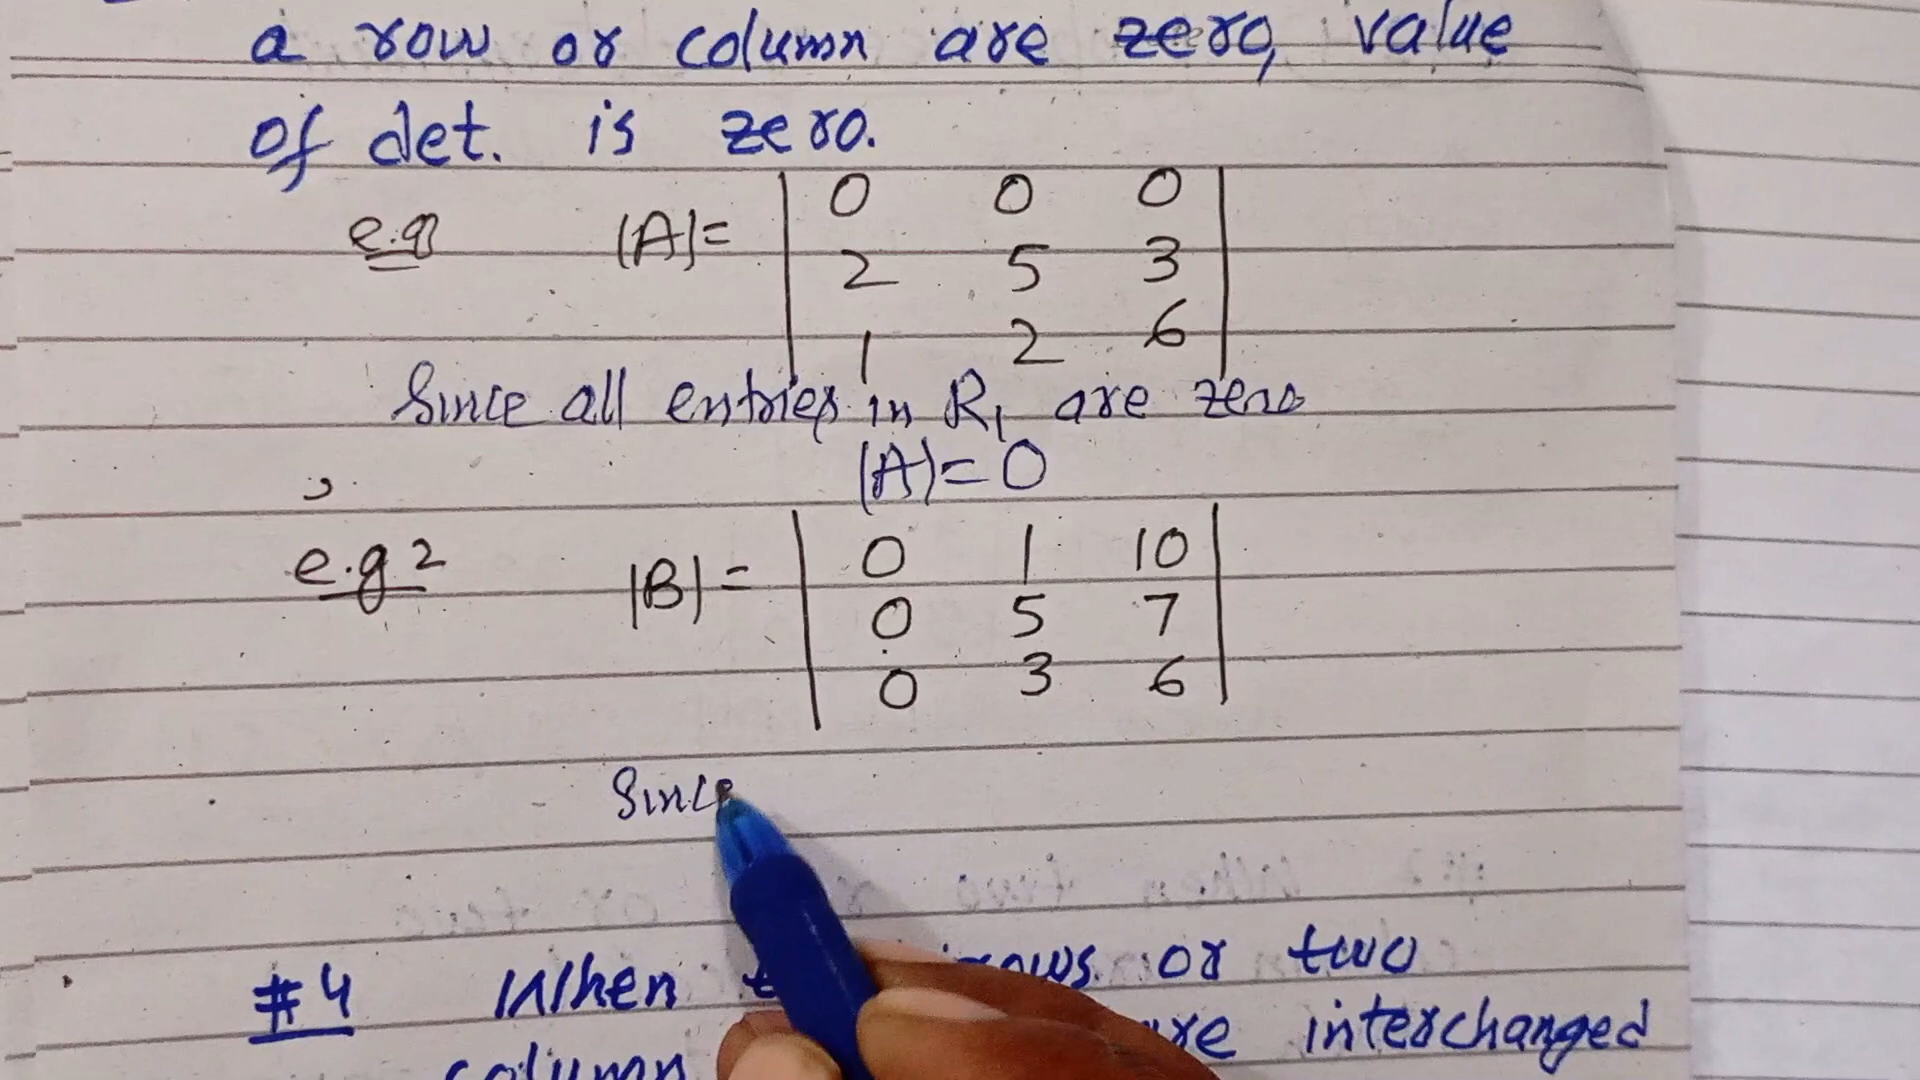 a row or column are zero, value
of det. is zero.
e.g |A|= | 0 0 0 |
| 2 5 3 |
| 1 2 6 |
Since all entries in R₁ are zero
|A|=0
e.g 2 |B|= | 0 1 10 |
| 0 5 7 |
| 0 3 6 |
Since
#4 When rows or two
column are interchanged